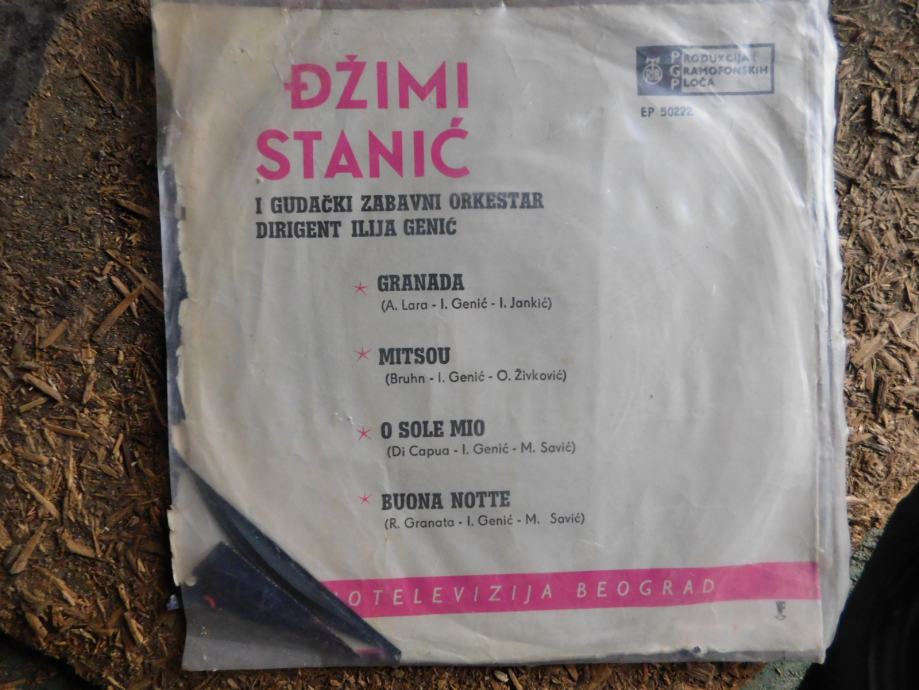 ĐŽIMI
STANIĆ
I GUDAČKI ZABAVNI ORKESTAR
DIRIGENT ILIJA GENIĆ
PRODUKCIJA
GRAMOFONSKIH
PLOČA
EP 50222
GRANADA
(A. Lara - I. Genić - I. Jankić)
MITSOU
(Bruhn - I. Genić - O. Živković)
O SOLE MIO
(Di Capua - I. Genić - M. Savić)
BUONA NOTTE
(R. Granata - I. Genić - M. Savić)
OTELEVIZIJA BEOGRAD